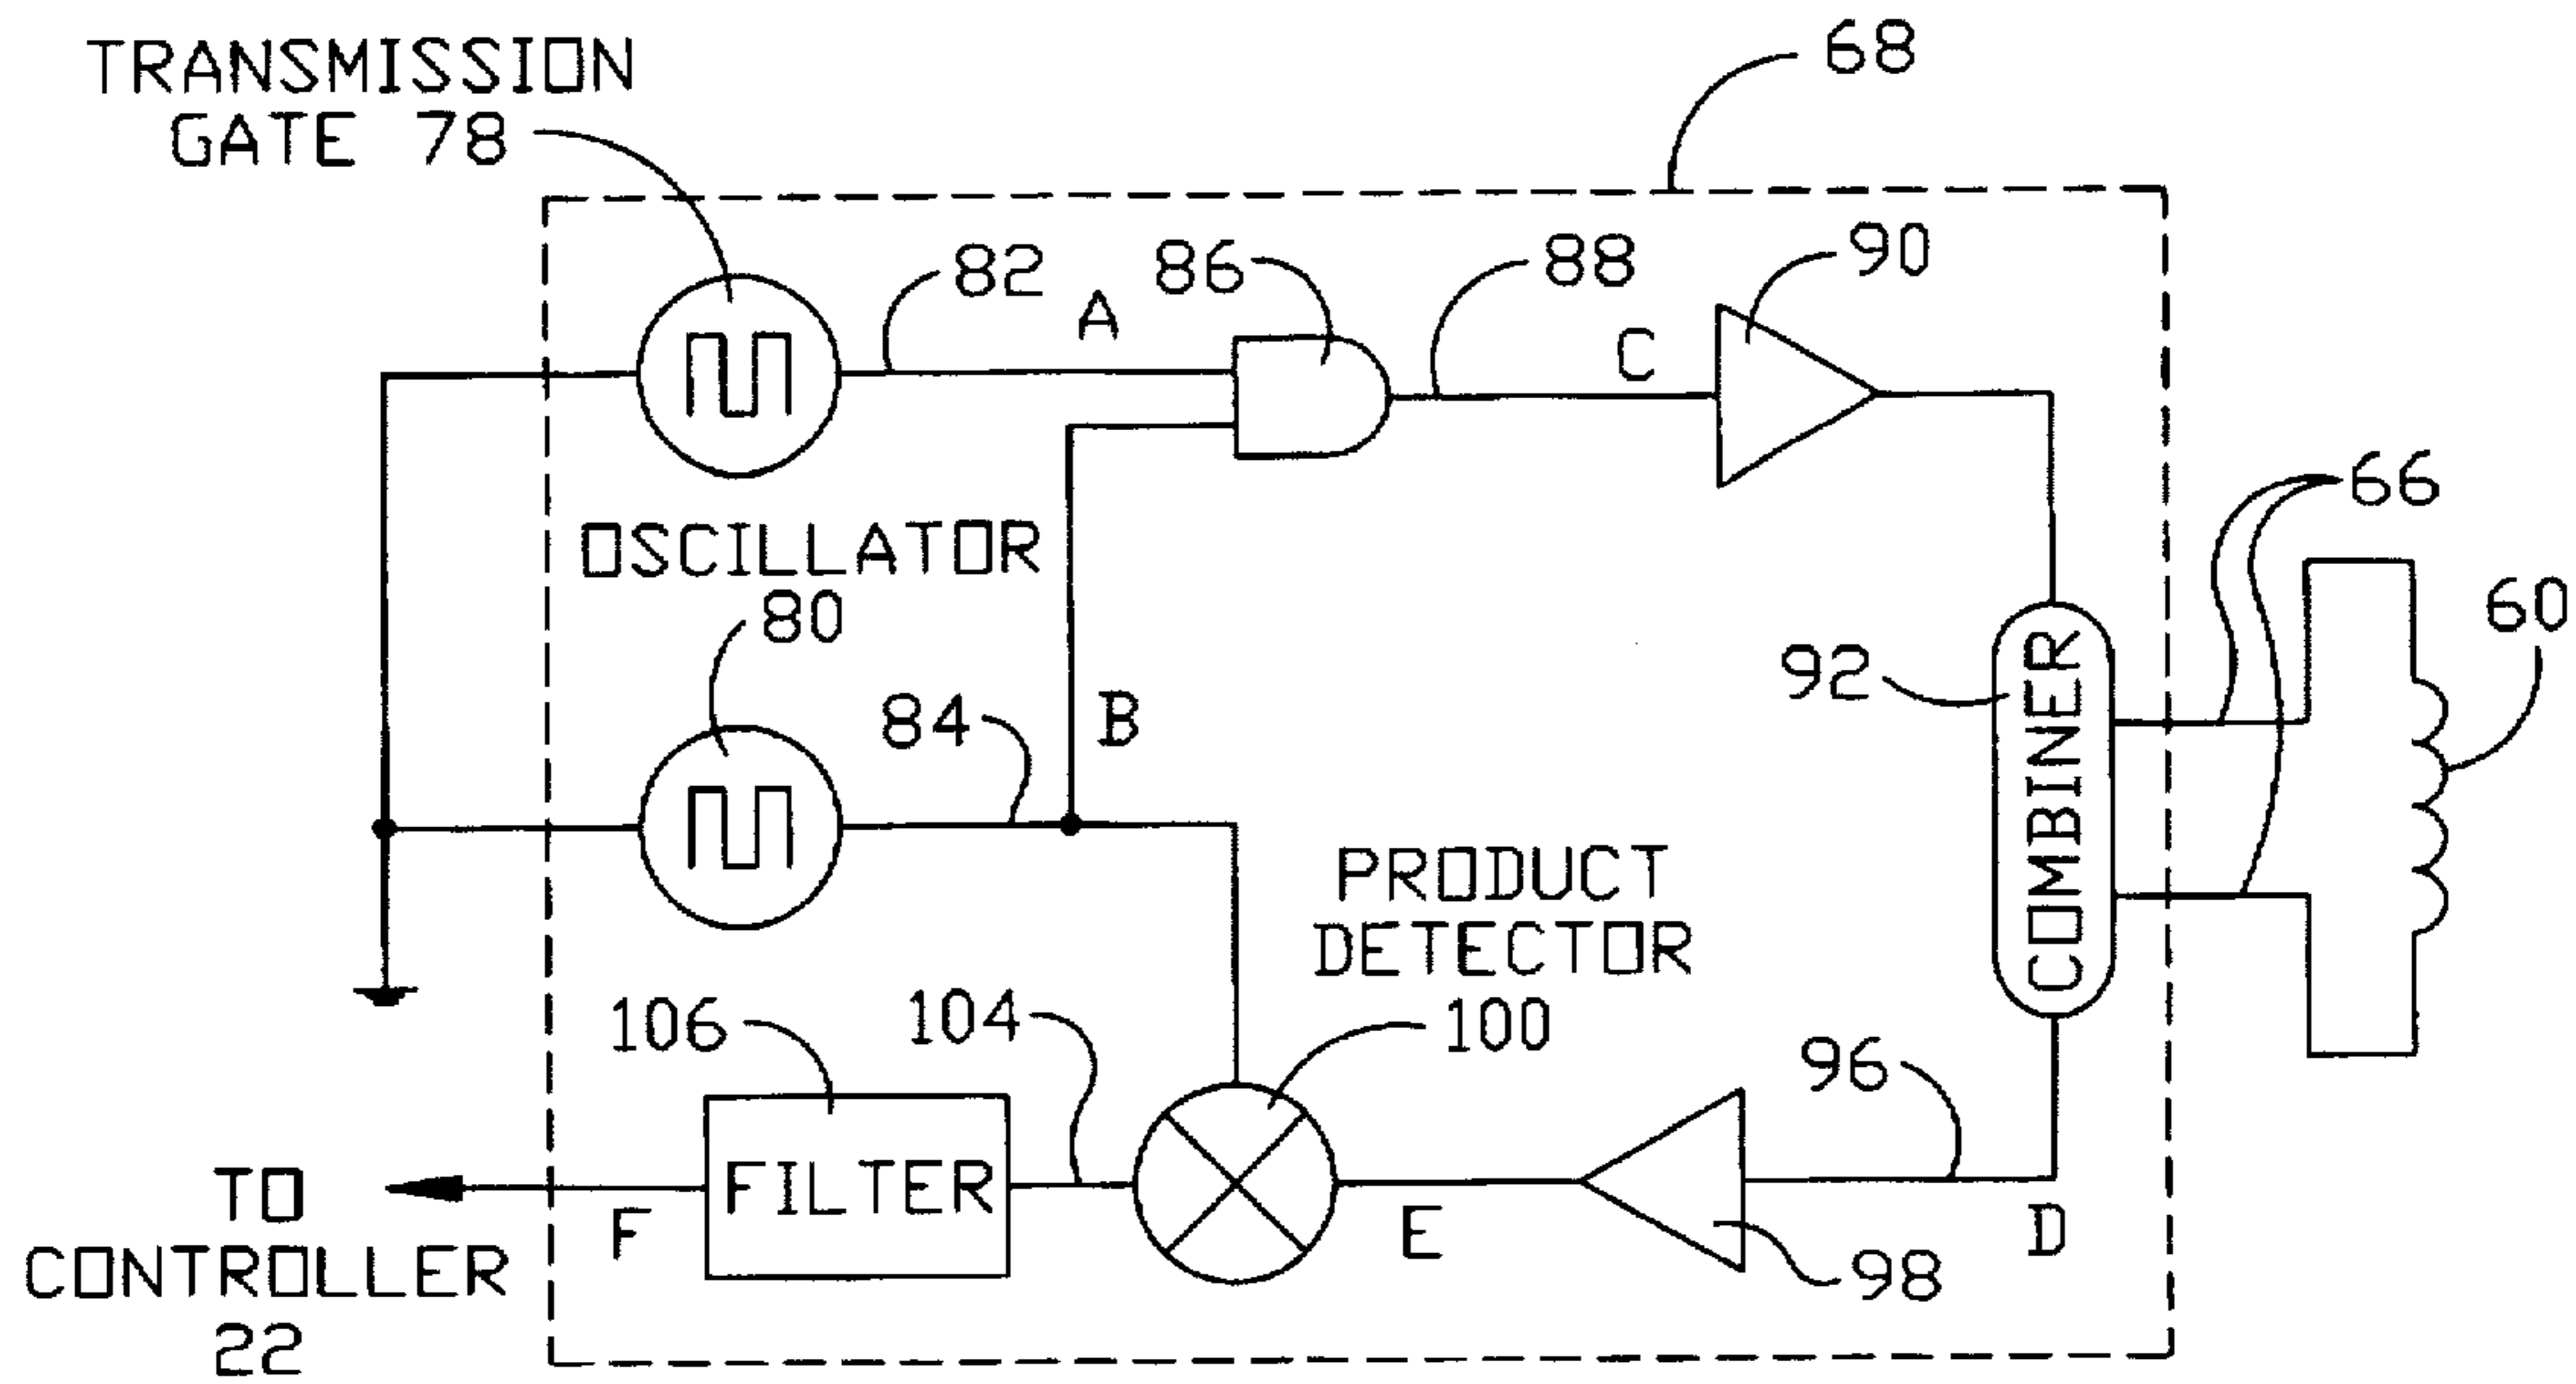 68
TRANSMISSION
GATE 78
82
A
86
88
C
90
66
OSCILLATOR
80
60
92
COMBINER
84
B
PRODUCT
DETECTOR
100
106
104
96
FILTER
TO
CONTROLLER
22
F
E
D
98